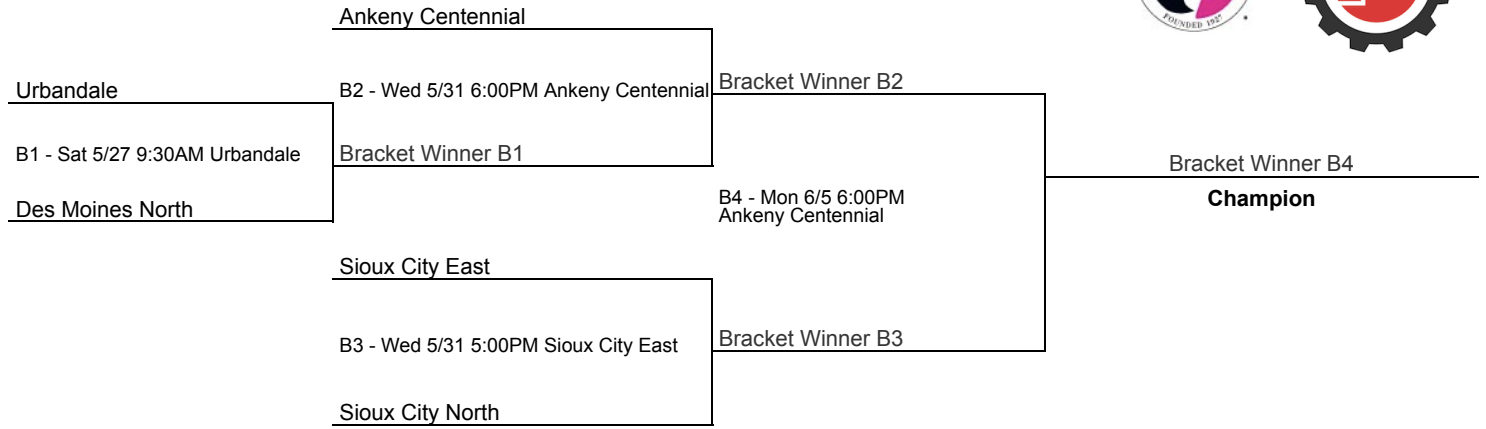 FOUNDED 1927
Ankeny Centennial
Urbandale
B2 - Wed 5/31 6:00PM Ankeny Centennial
Bracket Winner B2
B1 - Sat 5/27 9:30AM Urbandale
Bracket Winner B1
Bracket Winner B4
Des Moines North
B4 - Mon 6/5 6:00PM
Ankeny Centennial
Champion
Sioux City East
B3 - Wed 5/31 5:00PM Sioux City East
Bracket Winner B3
Sioux City North